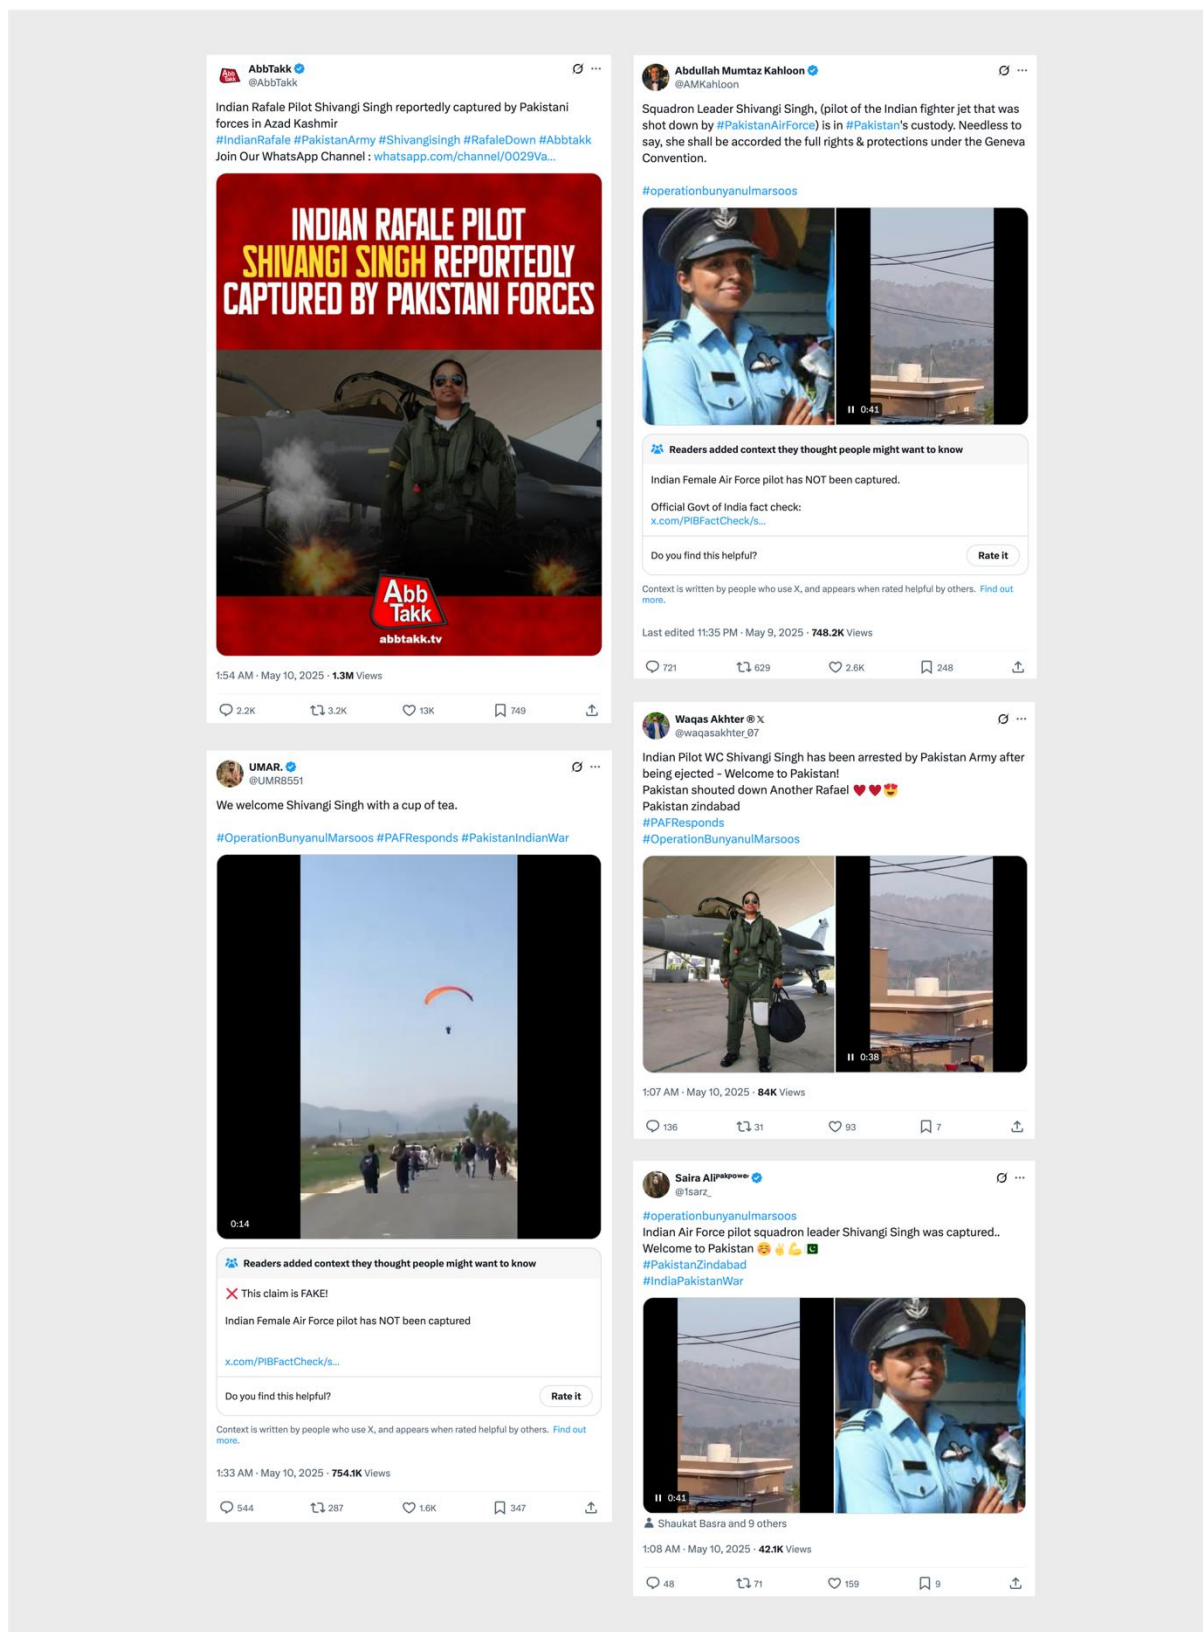 AbbTakk
@AbbTakk
Indian Rafale Pilot Shivangi Singh reportedly captured by Pakistani
forces in Azad Kashmir
#IndianRafale #PakistanArmy #Shivangisingh #RafaleDown #Abbtakk
Join Our WhatsApp Channel : whatsapp.com/channel/0029Va...
INDIAN RAFALE PILOT
SHIVANGI SINGH REPORTEDLY
CAPTURED BY PAKISTANI FORCES
Abb
Takk
abbtakk.tv
1:54 AM · May 10, 2025 · 1.3M Views
2.2K 3.2K 13K 749
UMAR.
@UMR8551
We welcome Shivangi Singh with a cup of tea.
#OperationBunyanulMarsoos #PAFResponds #PakistanIndianWar
0:14
Readers added context they thought people might want to know
❌ This claim is FAKE!
Indian Female Air Force pilot has NOT been captured
x.com/PIBFactCheck/s...
Do you find this helpful?
Rate it
Context is written by people who use X, and appears when rated helpful by others. Find out
more.
1:33 AM · May 10, 2025 · 754.1K Views
544 287 1.6K 347
Abdullah Mumtaz Kahloon
@AMKahloon
Squadron Leader Shivangi Singh, (pilot of the Indian fighter jet that was
shot down by #PakistanAirForce) is in #Pakistan's custody. Needless to
say, she shall be accorded the full rights & protections under the Geneva
Convention.
#operationbunyanulmarsoos
0:41
Readers added context they thought people might want to know
Indian Female Air Force pilot has NOT been captured.
Official Govt of India fact check:
x.com/PIBFactCheck/s...
Do you find this helpful?
Rate it
Context is written by people who use X, and appears when rated helpful by others. Find out
more.
Last edited 11:35 PM · May 9, 2025 · 748.2K Views
721 629 2.6K 248
Waqas Akhter ® X
@waqasakhter_07
Indian Pilot WC Shivangi Singh has been arrested by Pakistan Army after
being ejected - Welcome to Pakistan!
Pakistan shouted down Another Rafael ♥️♥️😍
Pakistan zindabad
#PAFResponds
#OperationBunyanulMarsoos
0:38
1:07 AM · May 10, 2025 · 84K Views
136 31 93 7
Saira Ali ᵖᵃᵏᵖᵒʷᵉʳ
@1sarz_
#operationbunyanulmarsoos
Indian Air Force pilot squadron leader Shivangi Singh was captured..
Welcome to Pakistan ☺️✌️💪🇵🇰
#PakistanZindabad
#IndiaPakistanWar
0:41
Shaukat Basra and 9 others
1:08 AM · May 10, 2025 · 42.1K Views
48 71 159 9